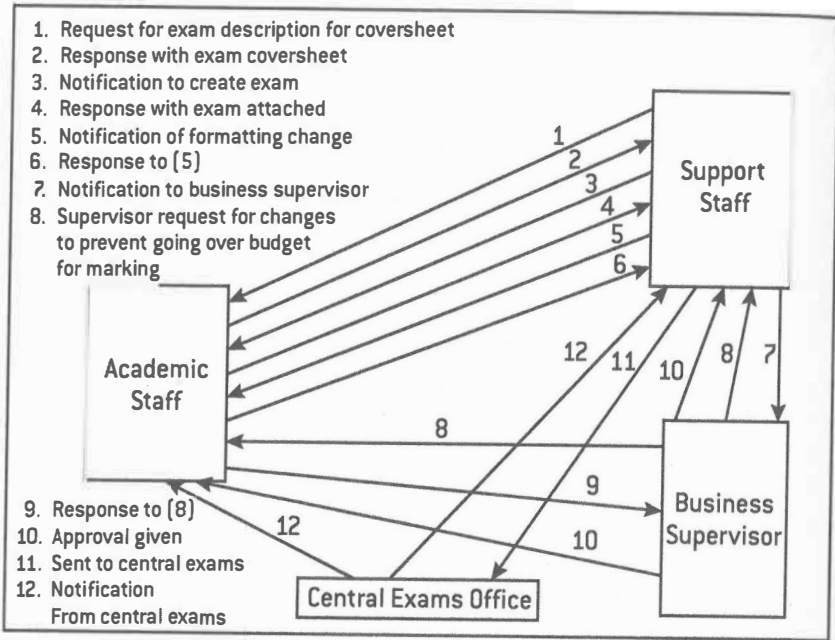 1. Request for exam description for coversheet
2. Response with exam coversheet
3. Notification to create exam
4. Response with exam attached
5. Notification of formatting change
6. Response to (5)
7. Notification to business supervisor
8. Supervisor request for changes
to prevent going over budget
for marking
1
2
3
4
5
6
Support
Staff
Academic
Staff
12
11
10
8
7
8
9
10
12
Business
Supervisor
9. Response to (8)
10. Approval given
11. Sent to central exams
12. Notification
From central exams
Central Exams Office